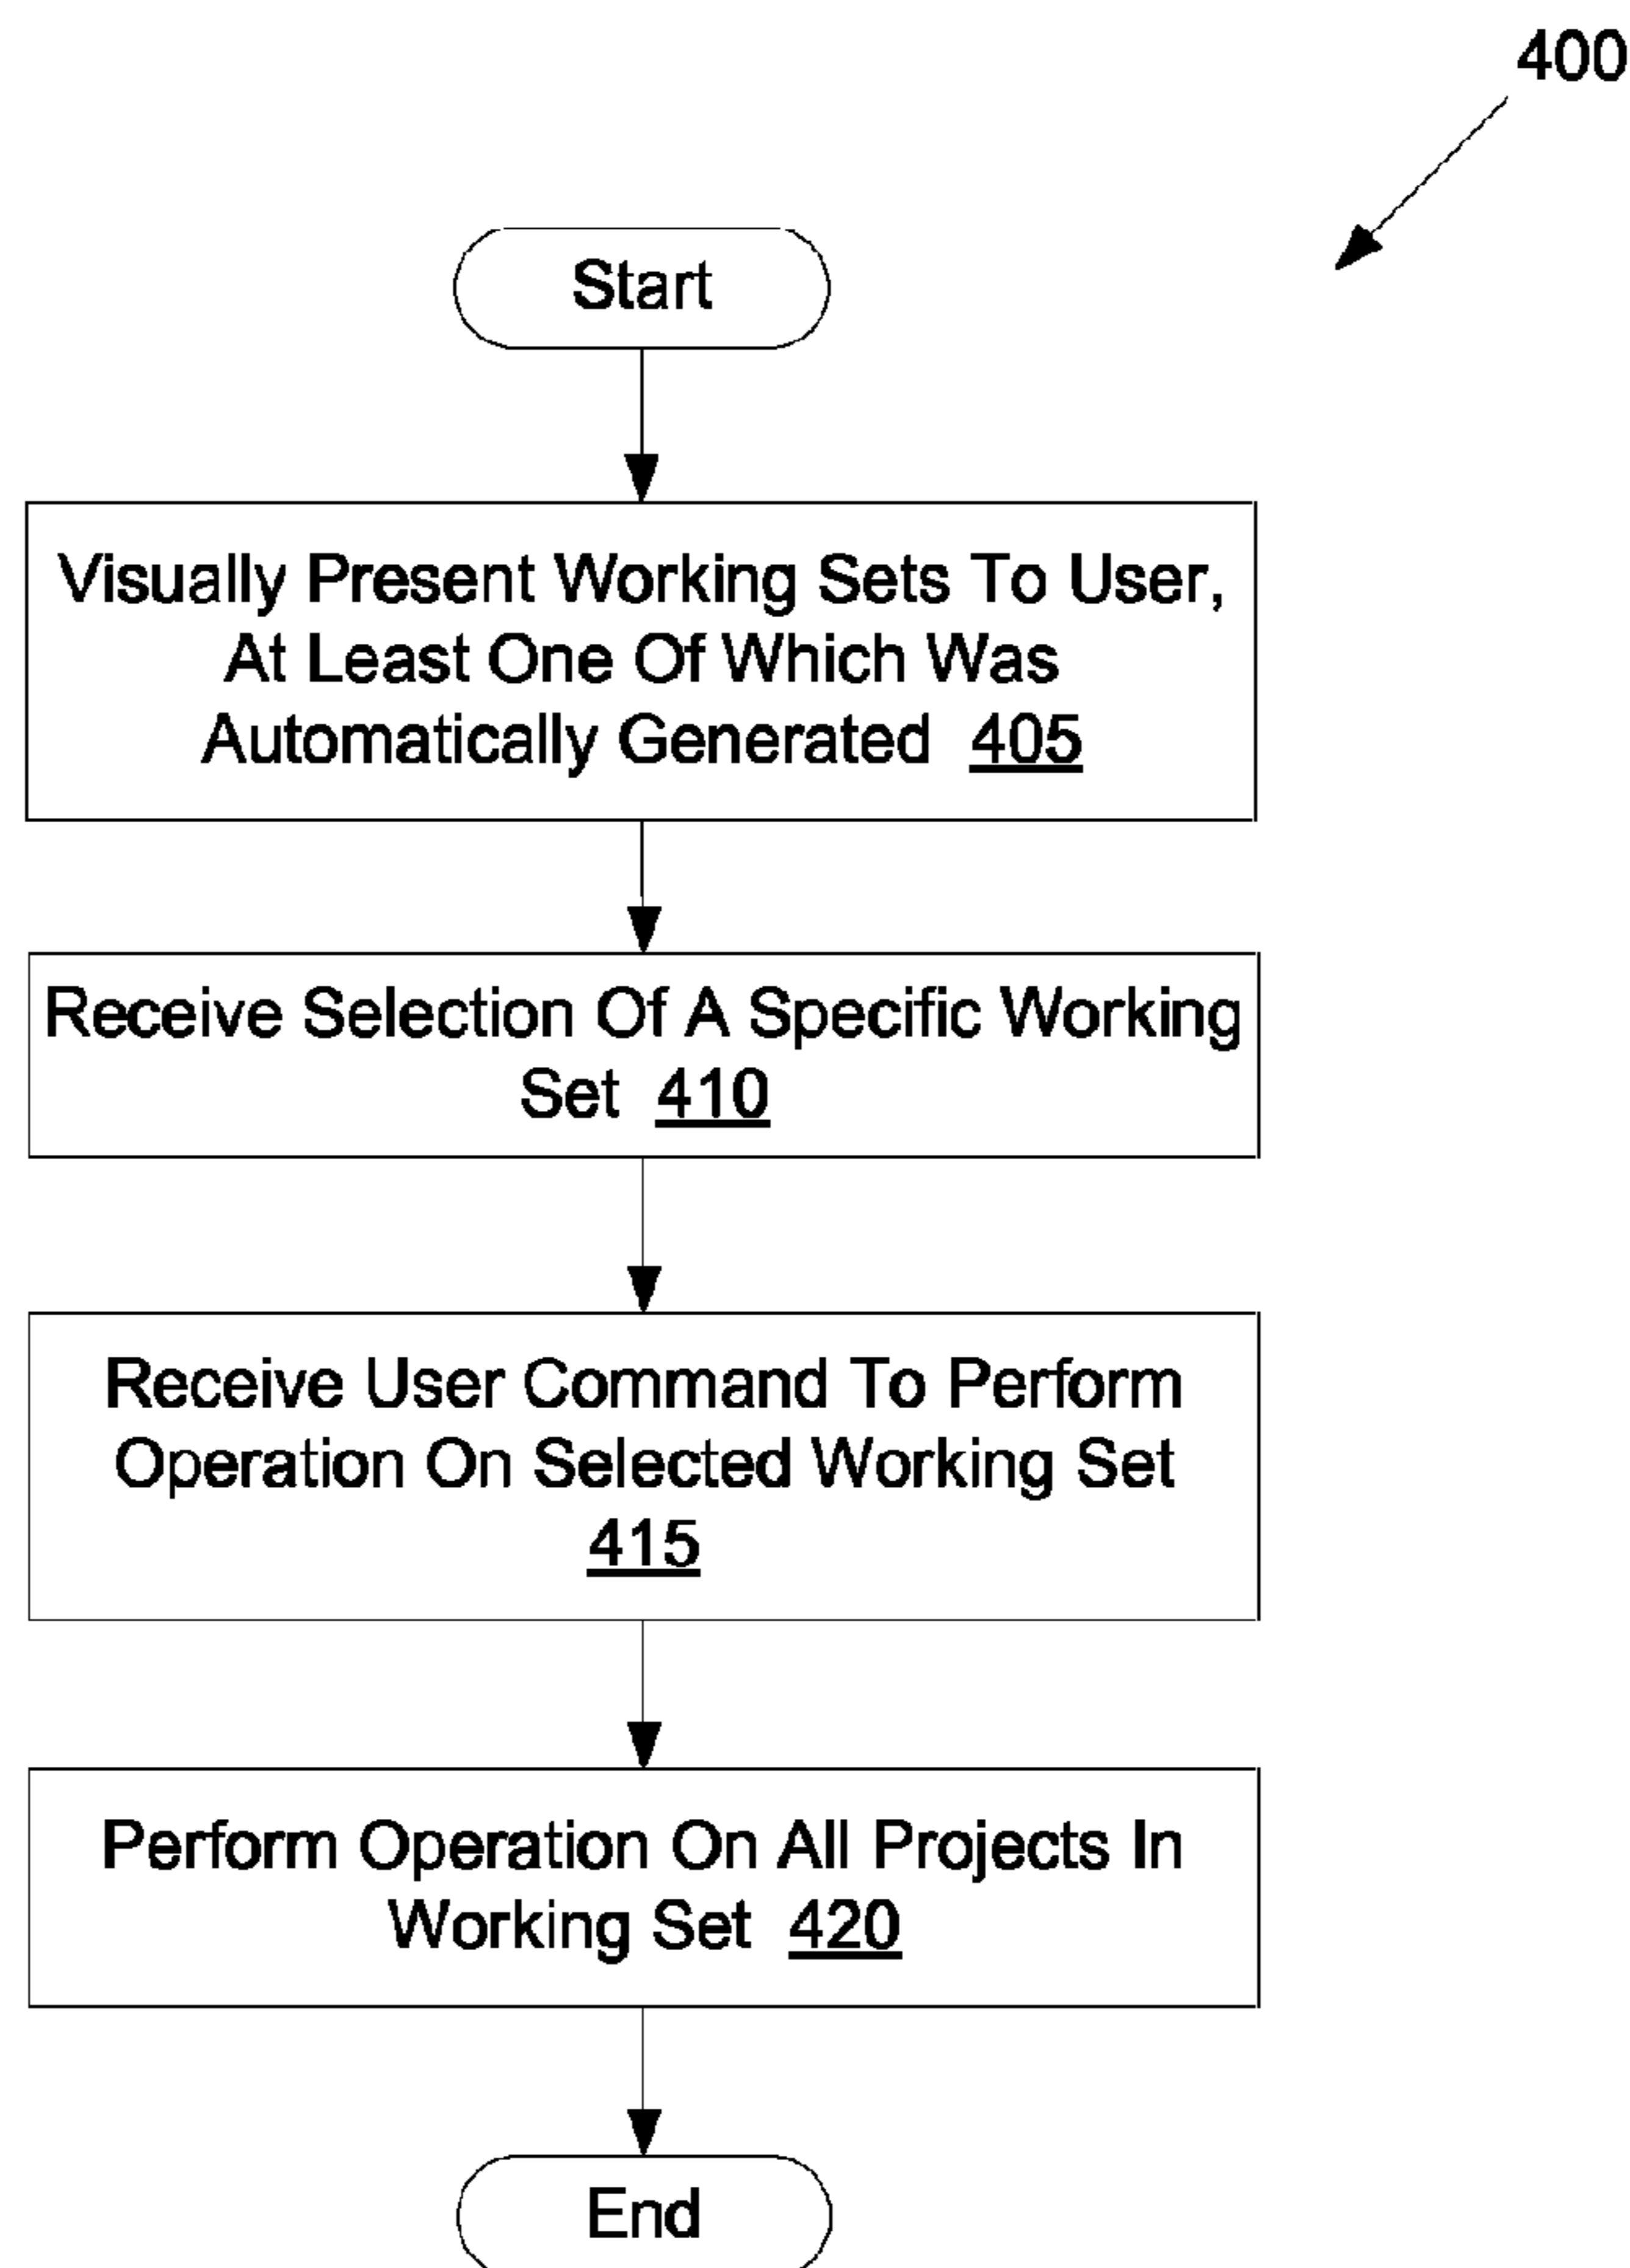 400
Start
Visually Present Working Sets To User,
At Least One Of Which Was
Automatically Generated 405
Receive Selection Of A Specific Working
Set 410
Receive User Command To Perform
Operation On Selected Working Set
415
Perform Operation On All Projects In
Working Set 420
End